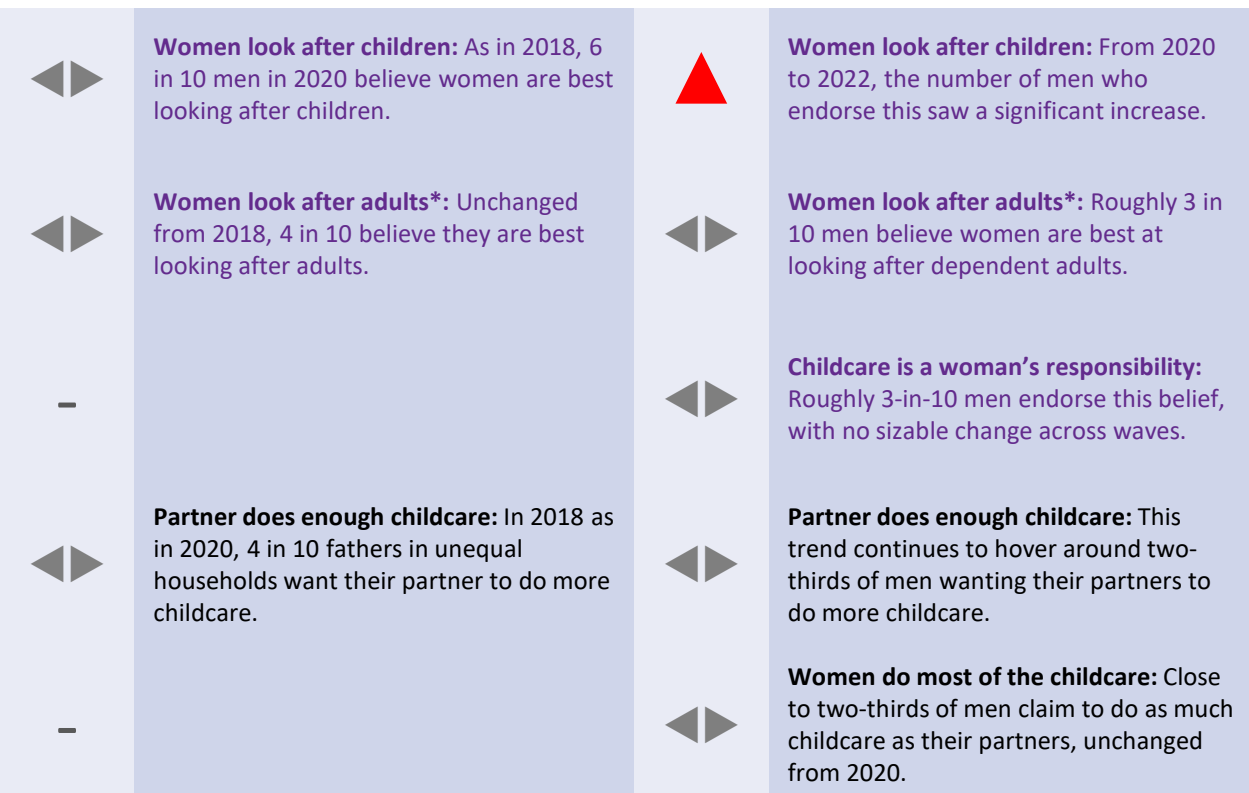 Women look after children: As in 2018, 6
in 10 men in 2020 believe women are best
looking after children.
Women look after children: From 2020
to 2022, the number of men who
endorse this saw a significant increase.
Women look after adults*: Unchanged
from 2018, 4 in 10 believe they are best
looking after adults.
Women look after adults*: Roughly 3 in
10 men believe women are best at
looking after dependent adults.
-
Childcare is a woman’s responsibility:
Roughly 3-in-10 men endorse this belief,
with no sizable change across waves.
Partner does enough childcare: In 2018 as
in 2020, 4 in 10 fathers in unequal
households want their partner to do more
childcare.
Partner does enough childcare: This
trend continues to hover around two-
thirds of men wanting their partners to
do more childcare.
-
Women do most of the childcare: Close
to two-thirds of men claim to do as much
childcare as their partners, unchanged
from 2020.